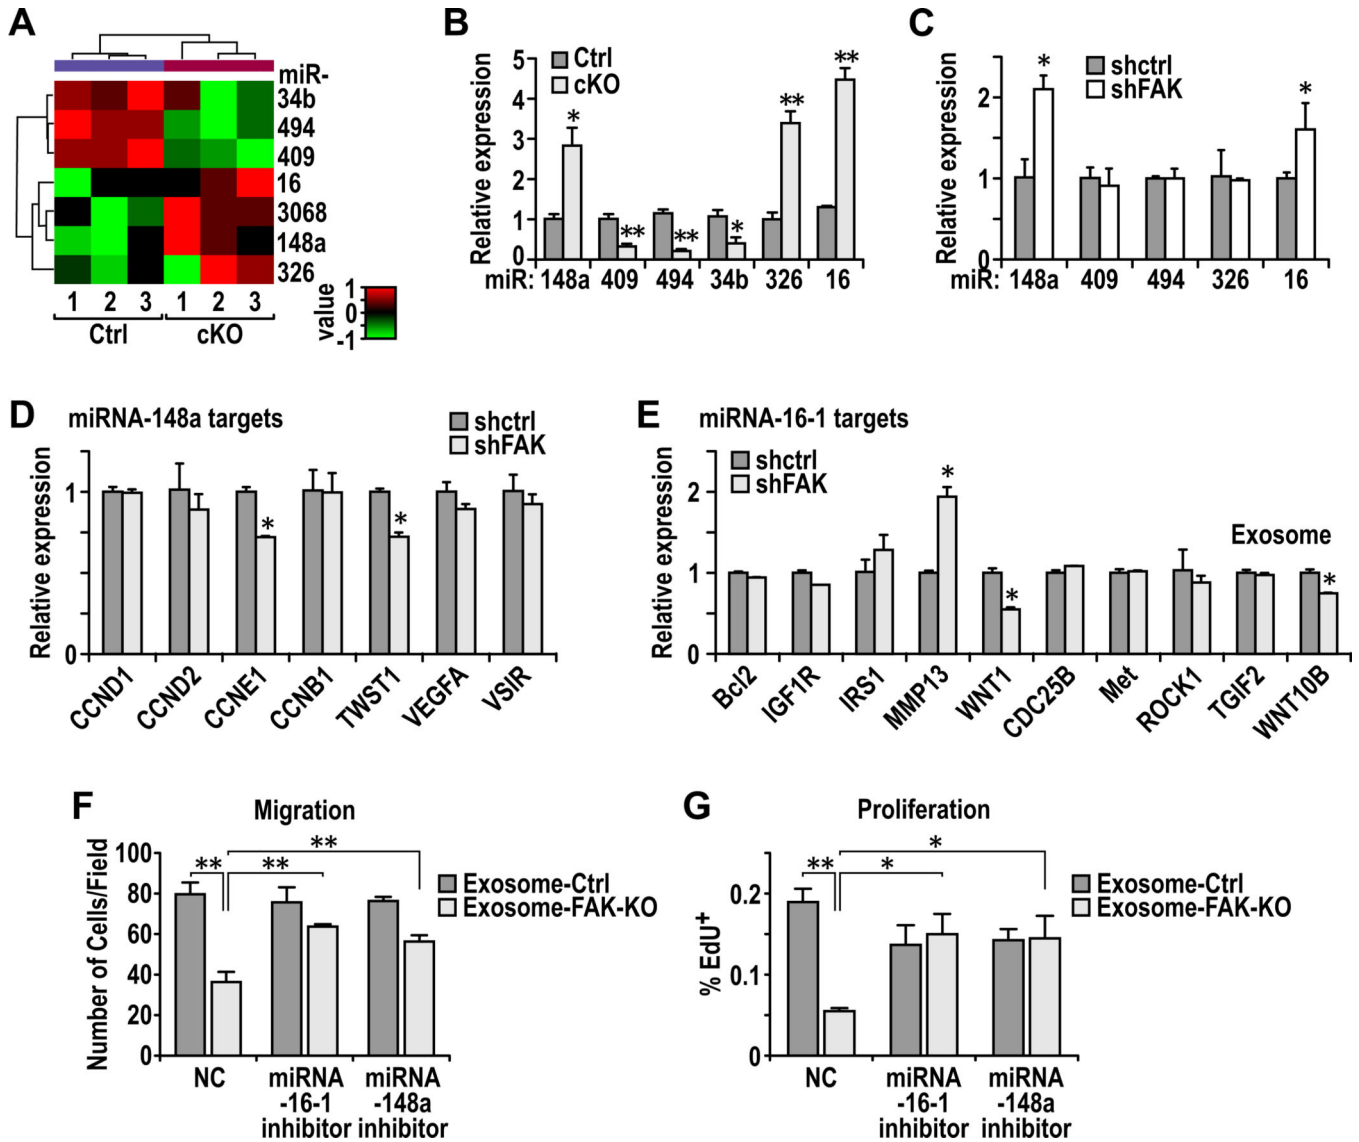 A
miR-
34b
494
409
16
3068
148a
326
1 2 3 1 2 3
Ctrl cKO
value
1
0
-1
B
Ctrl
cKO
Relative expression
5
4
3
2
1
0
* ** ** * ** **
miR: 148a 409 494 34b 326 16
C
shctrl
shFAK
Relative expression
2
1
0
* *
miR: 148a 409 494 326 16
D miRNA-148a targets
shctrl
shFAK
Relative expression
1
0
* *
CCND1 CCND2 CCNE1 CCNB1 TWST1 VEGFA VSIR
E miRNA-16-1 targets
shctrl
shFAK
Exosome
Relative expression
2
1
0
* * *
Bcl2 IGF1R IRS1 MMP13 WNT1 CDC25B Met ROCK1 TGIF2 WNT10B
F Migration
Number of Cells/Field
100
80
60
40
20
0
**
** **
Exosome-Ctrl
Exosome-FAK-KO
NC miRNA miRNA
-16-1 -148a
inhibitor inhibitor
G Proliferation
% EdU+
0.2
0.1
0
*
** *
Exosome-Ctrl
Exosome-FAK-KO
NC miRNA miRNA
-16-1 -148a
inhibitor inhibitor